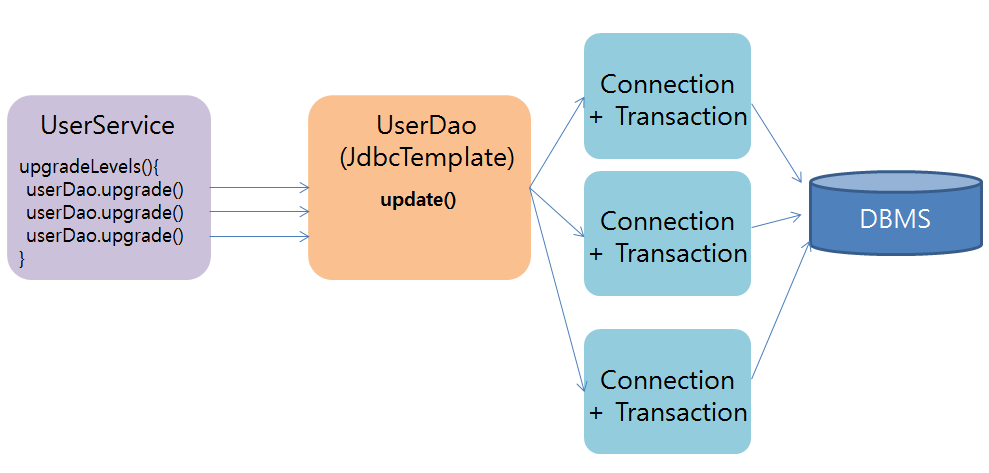 UserService
upgradeLevels(){
userDao.upgrade()
userDao.upgrade()
userDao.upgrade()
}
UserDao
(JdbcTemplate)
update()
Connection
+ Transaction
Connection
+ Transaction
Connection
+ Transaction
DBMS